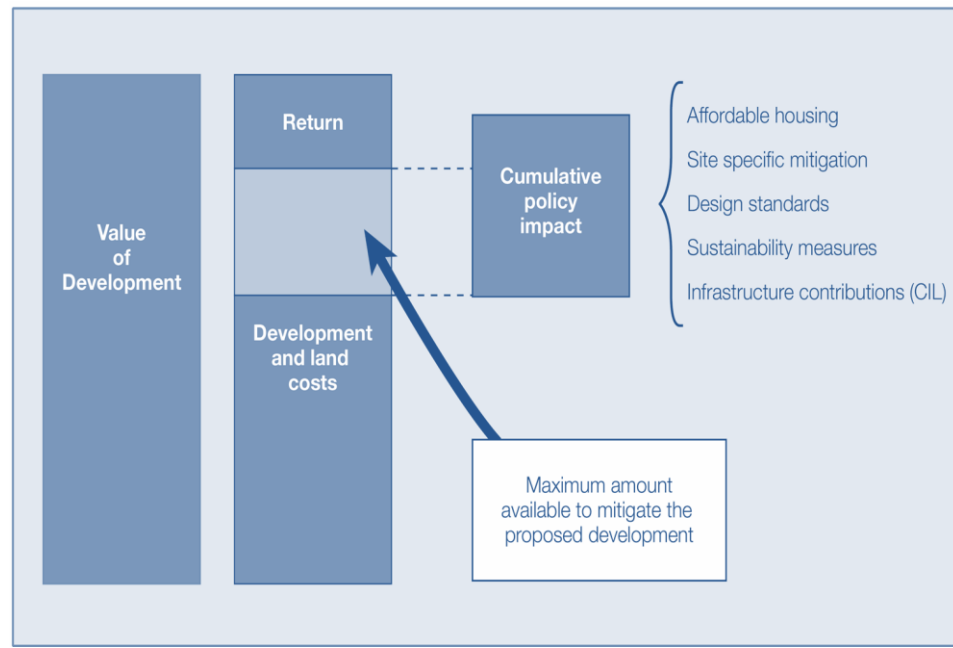 Value
of
Development
Return
Development
and land
costs
Cumulative
policy
impact
Affordable housing
Site specific mitigation
Design standards
Sustainability measures
Infrastructure contributions (CIL)
Maximum amount
available to mitigate the
proposed development